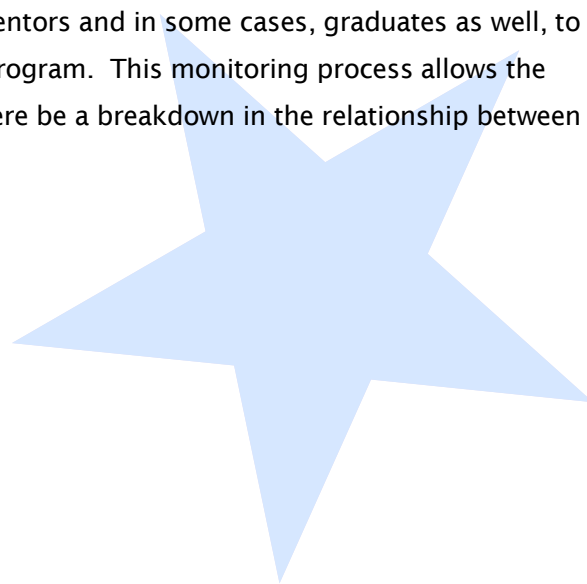 entors and in some cases, graduates as well, to
rogram.  This monitoring process allows the
ere be a breakdown in the relationship between